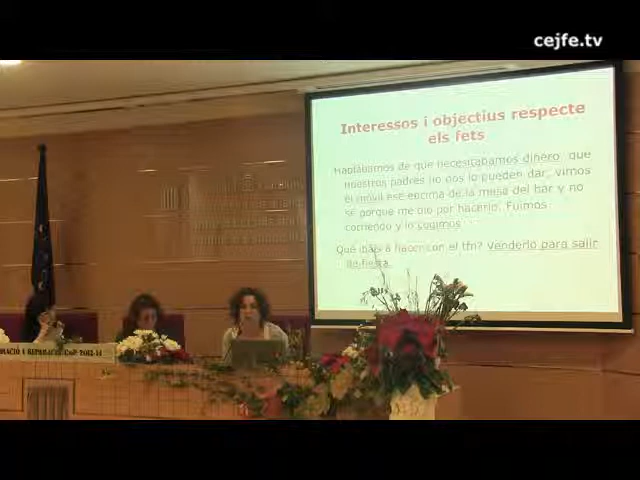 cejfe.tv
Interessos i objectius respecte
els fets
Hablábamos de que necesitábamos dinero, que
nuestros padres no nos lo pueden dar, vimos
el móvil ese encima de la mesa del bar y no
sé porque me dio por hacerlo. Fuimos
corriendo y lo cogimos
Qué ibais a hacer con el tfn? Venderlo para salir
de fiesta.